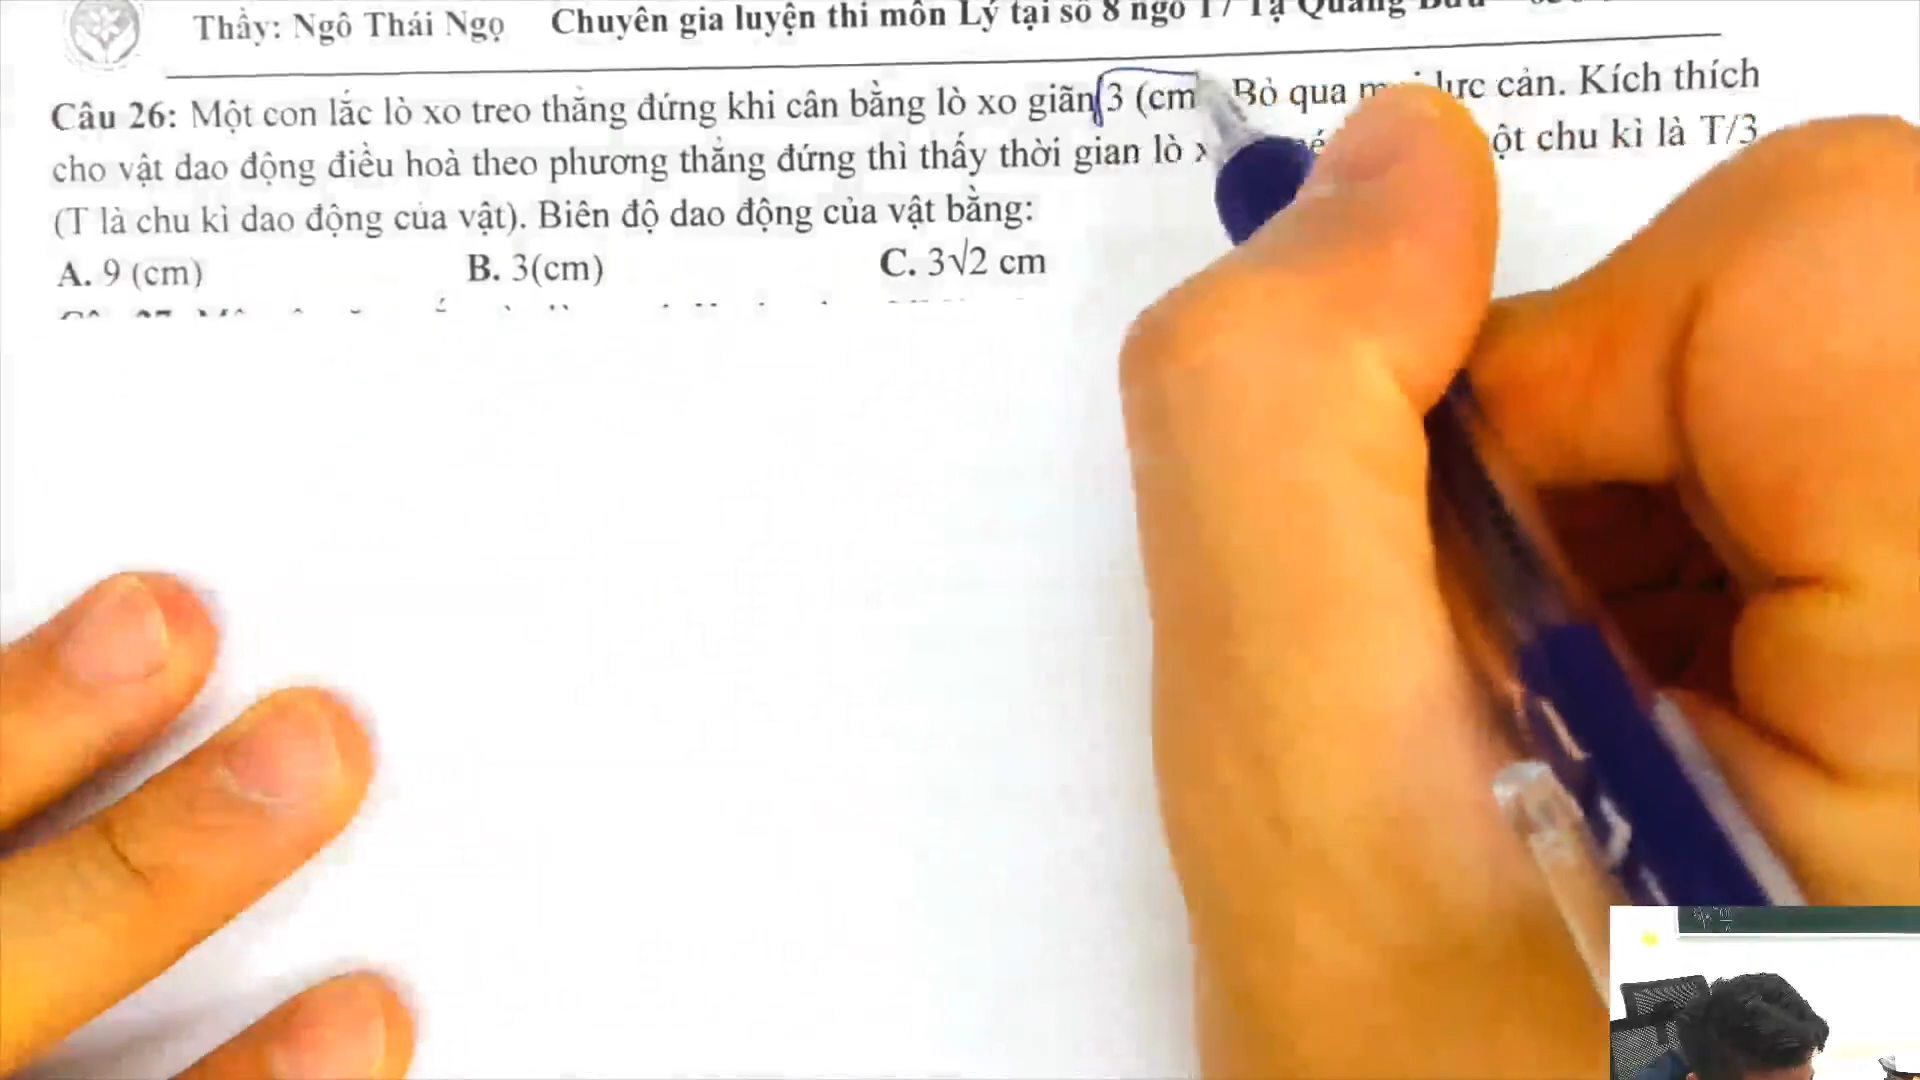 Thầy: Ngô Thái Ngọ Chuyên gia luyện thi môn Lý tại số 8 ngõ 17 Tạ Quang
Câu 26: Một con lắc lò xo treo thẳng đứng khi cân bằng lò xo giãn 3 (cm Bỏ qua lực cản. Kích thích
cho vật dao động điều hoà theo phương thẳng đứng thì thấy thời gian lò ột chu kì là T/3
(T là chu kì dao động của vật). Biên độ dao động của vật bằng:
A. 9 (cm) B. 3(cm) C. 3√2 cm